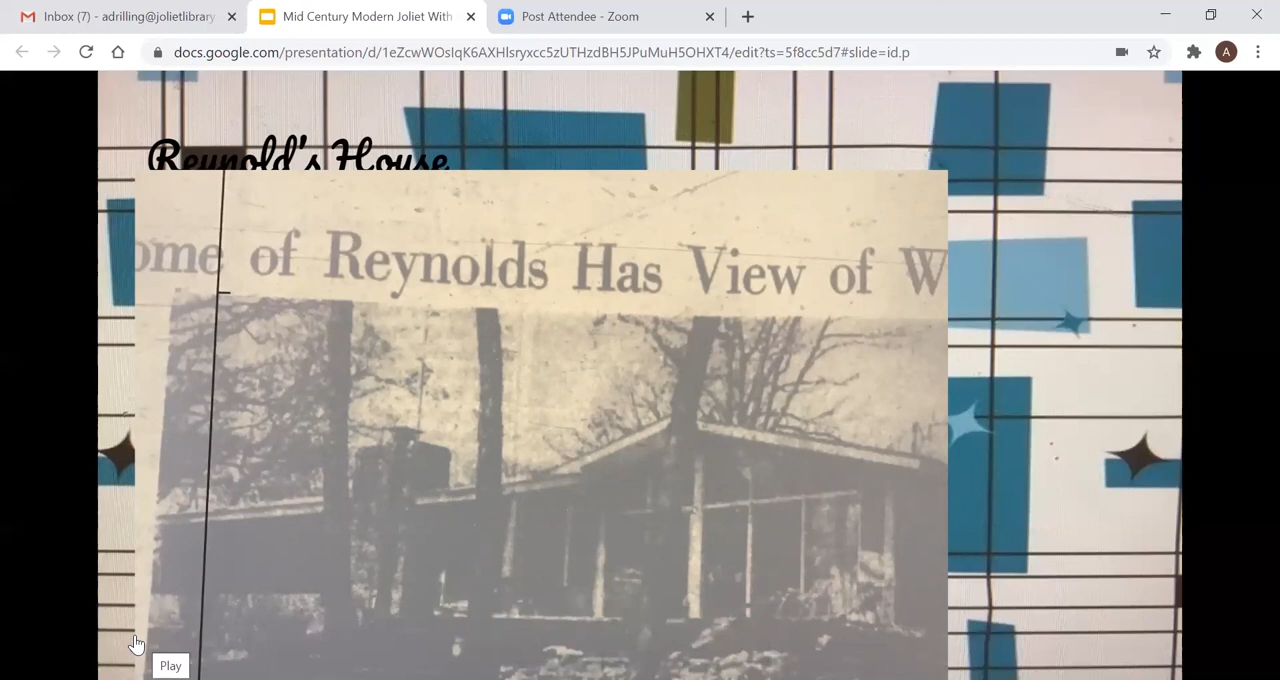 Inbox (7) - adrilling@jolietlibrary
Mid Century Modern Joliet With
Post Attendee - Zoom
docs.google.com/presentation/d/1eZcwWOsIqK6AXHIsryxcc5zUTHzdBH5JPuMuH5OHXT4/edit?ts=5f8cc5d7#slide=id.p
A
Reynold's House
ome of Reynolds Has View of W
Play